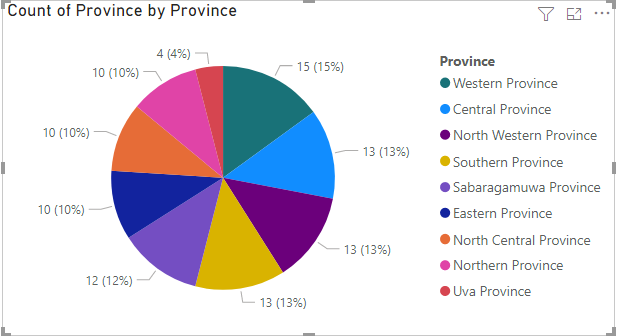 Count of Province by Province
4 (4%)
15 (15%)
10 (10%)
13 (13%)
10 (10%)
10 (10%)
13 (13%)
12 (12%)
13 (13%)
Province
Western Province
Central Province
North Western Province
Southern Province
Sabaragamuwa Province
Eastern Province
North Central Province
Northern Province
Uva Province